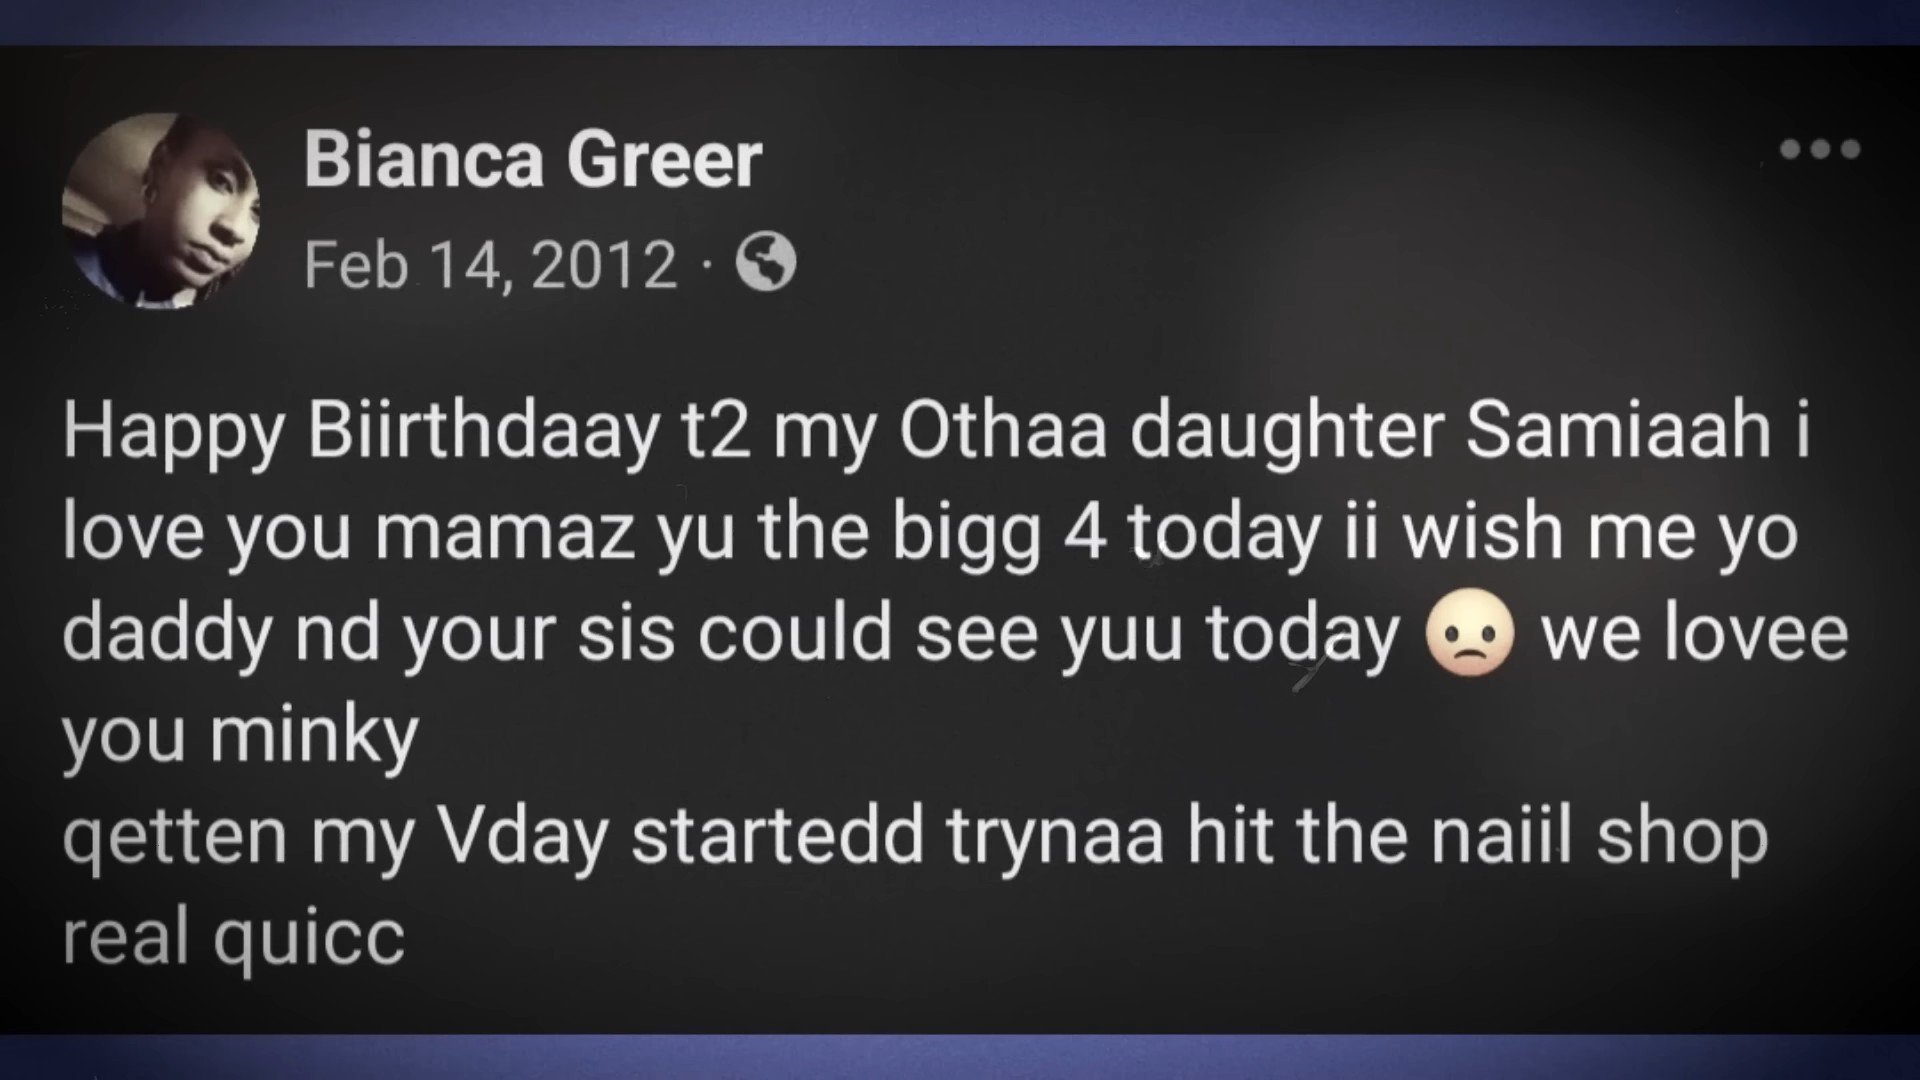 Bianca Greer
Feb 14, 2012 ·
Happy Biirthdaay t2 my Othaa daughter Samiaah i
love you mamaz yu the bigg 4 today ii wish me yo
daddy nd your sis could see yuu today 🙁 we lovee
you minky
qetten my Vday startedd trynaa hit the naiil shop
real quicc